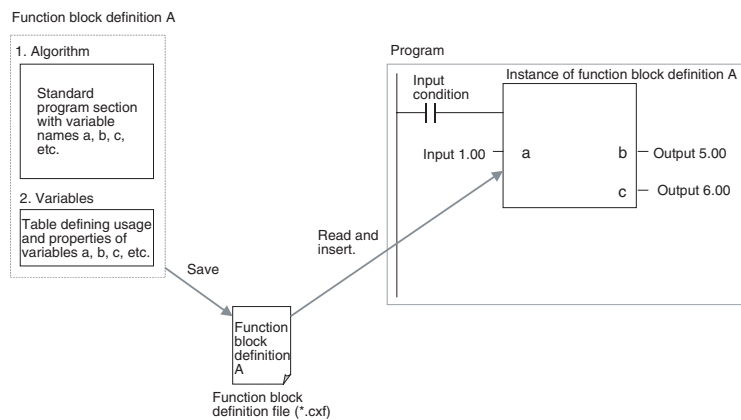 Function block definition A
1. Algorithm
Standard
program section
with variable
names a, b, c,
etc.
2. Variables
Table defining usage
and properties of
variables a, b, c, etc.
Save
Function
block
definition
A
Function block
definition file (*.cxf)
Read and
insert.
Program
Input
condition
Instance of function block definition A
Input 1.00
a
b
Output 5.00
c
Output 6.00